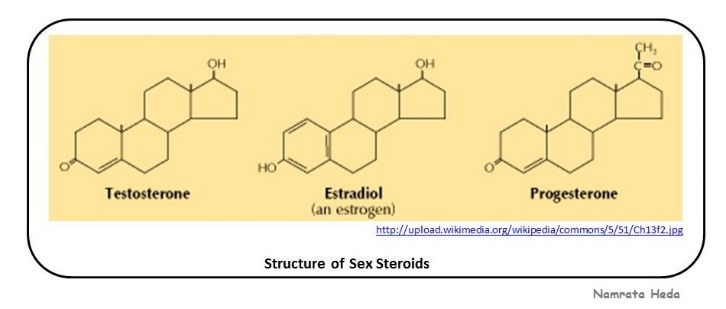 OH
O
Testosterone
OH
HO
Estradiol
(an estrogen)
CH₃
C=O
O
Progesterone
http://upload.wikimedia.org/wikipedia/commons/5/51/Ch13f2.jpg
Structure of Sex Steroids
Namrata Heda